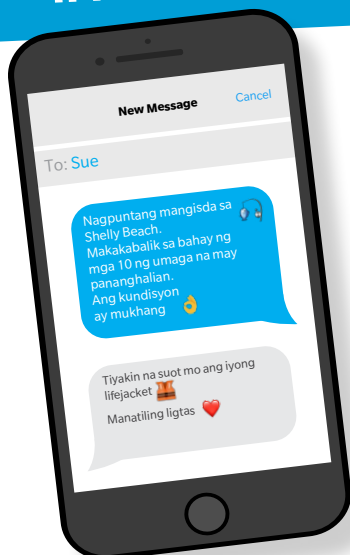 New Message
Cancel
To: Sue
Nagpuntang mangisda sa
Shelly Beach.
Makakabalik sa bahay ng
mga 10 ng umaga na may
pananghalian.
Ang kundisyon
ay mukhang 👌
Tiyakin na suot mo ang iyong
lifejacket
Manatiling ligtas ❤️